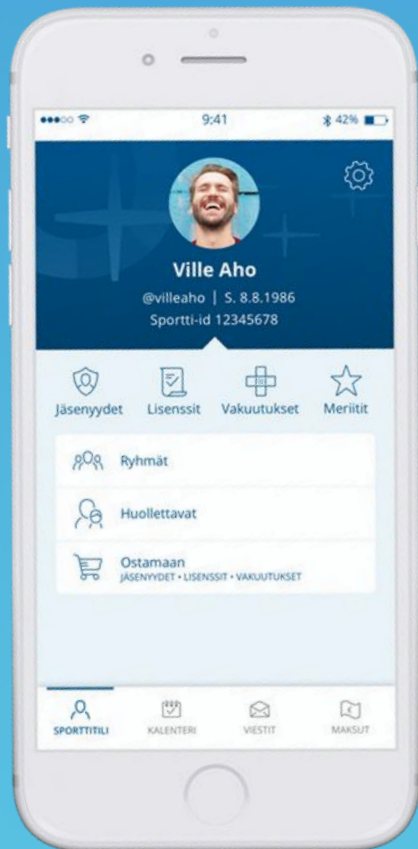 9:41
42%
Ville Aho
@villeaho | S. 8.8.1986
Sportti-id 12345678
Jäsenyydet Lisenssit Vakuutukset Meriitit
Ryhmät
Huollettavat
Ostamaan
JÄSENYYDET • LISENSSIT • VAKUUTUKSET
SPORTTITILI KALENTERI VIESTIT MAKSUT